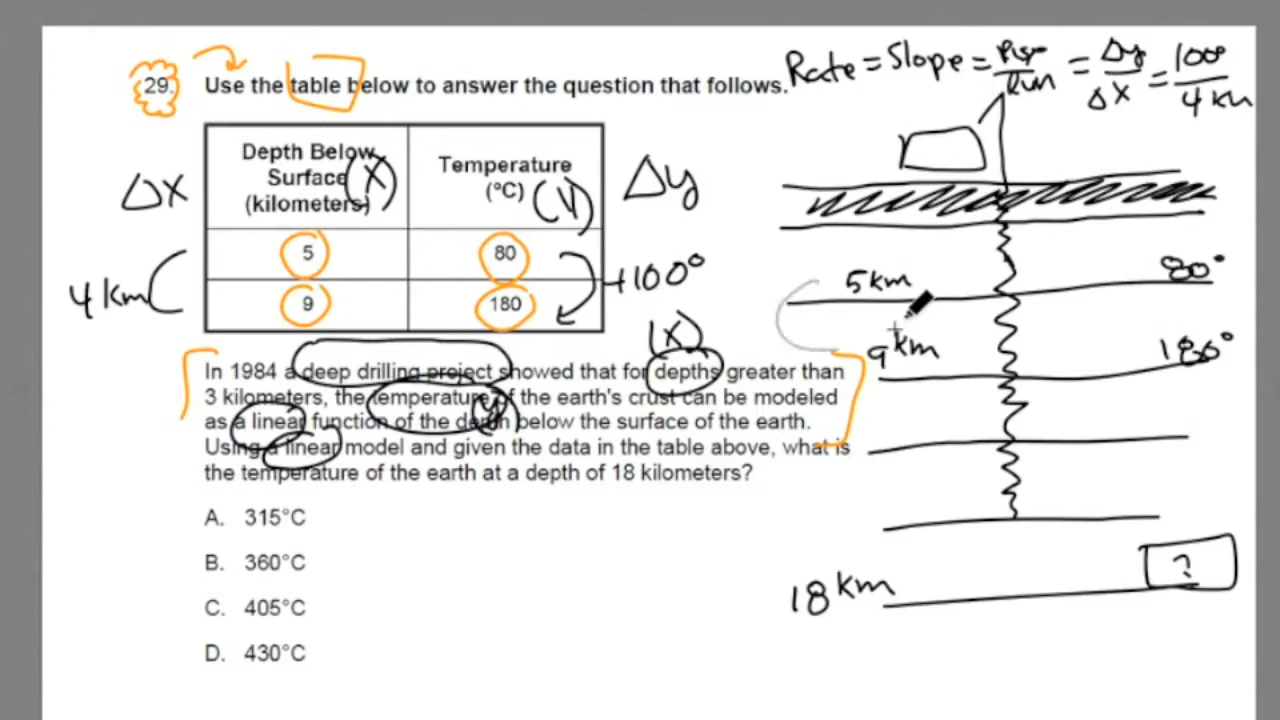 29. Use the table below to answer the question that follows.
Rate = Slope = Rise/Run = Δy/ΔX = 100°/4 km
Depth Below Surface (kilometers) (X)
Temperature (°C) (Y)
ΔX
Δy
5 80
9 180
4 km
+100°
5 km 80°
9 km 180°
(X)
In 1984 a deep drilling project showed that for depths greater than
3 kilometers, the temperature of the earth's crust can be modeled
as a linear function of the depth below the surface of the earth.
(y)
Using a linear model and given the data in the table above, what is
the temperature of the earth at a depth of 18 kilometers?
A. 315°C
B. 360°C
C. 405°C
D. 430°C
18 km ?